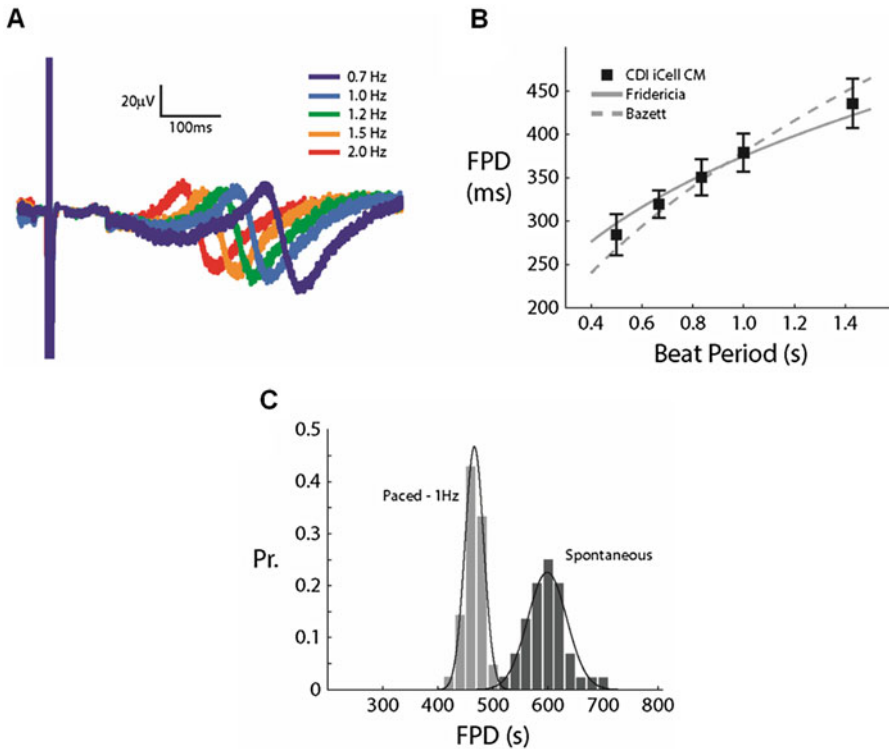 A
20μV
100ms
0.7 Hz
1.0 Hz
1.2 Hz
1.5 Hz
2.0 Hz
B
FPD
(ms)
450
400
350
300
250
200
CDI iCell CM
Fridericia
Bazett
0.4 0.6 0.8 1.0 1.2 1.4
Beat Period (s)
C
Pr.
0.5
0.4
0.3
0.2
0.1
0
Paced - 1Hz
Spontaneous
300 400 500 600 700 800
FPD (s)